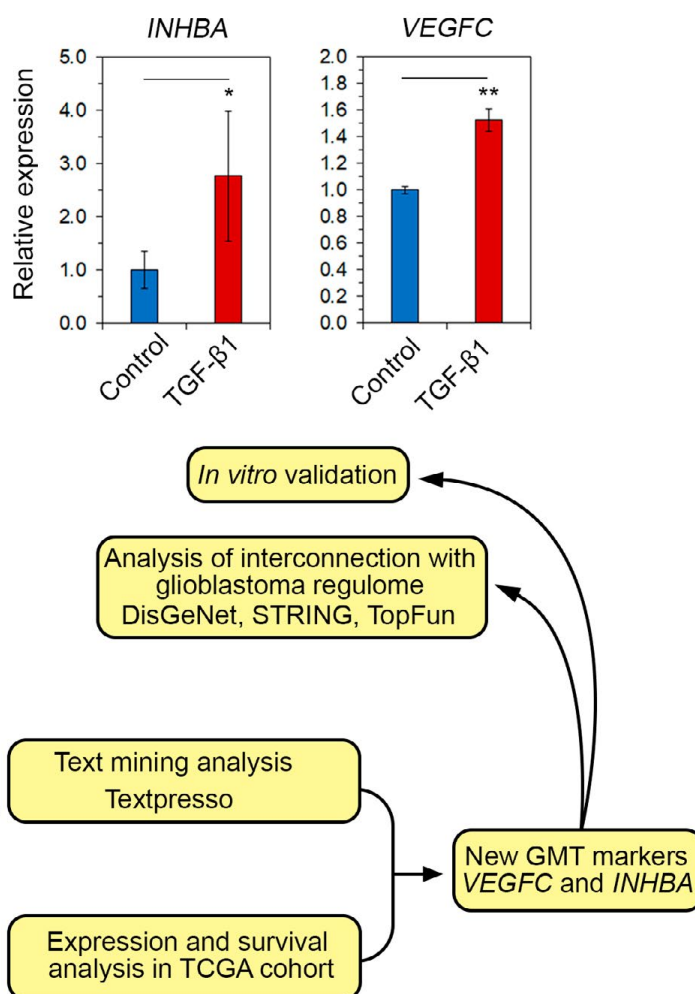 INHBA
VEGFC
Relative expression
5.0
4.0
3.0
2.0
1.0
0.0
*
Control
TGF-β1
2.0
1.8
1.6
1.4
1.2
1.0
0.8
0.6
0.4
0.2
0.0
**
Control
TGF-β1
In vitro validation
Analysis of interconnection with
glioblastoma regulome
DisGeNet, STRING, TopFun
Text mining analysis
Textpresso
New GMT markers
VEGFC and INHBA
Expression and survival
analysis in TCGA cohort